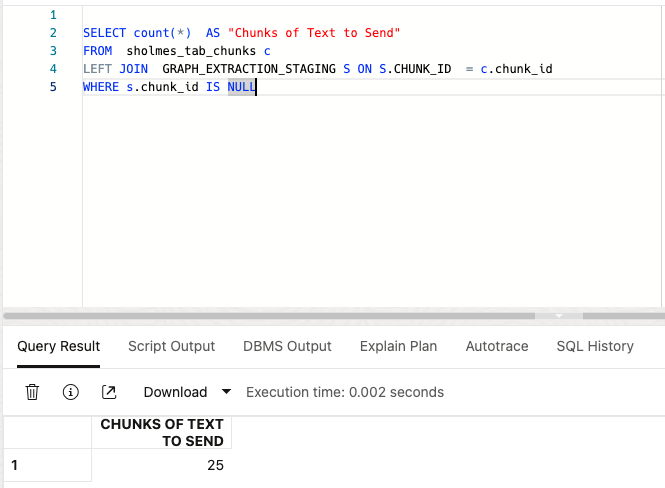 1
2 SELECT count(*)  AS "Chunks of Text to Send"
3 FROM  sholmes_tab_chunks c
4 LEFT JOIN  GRAPH_EXTRACTION_STAGING S ON S.CHUNK_ID  = c.chunk_id
5 WHERE s.chunk_id IS NULL
Query Result Script Output DBMS Output Explain Plan Autotrace SQL History
Download Execution time: 0.002 seconds
CHUNKS OF TEXT
TO SEND
1 25